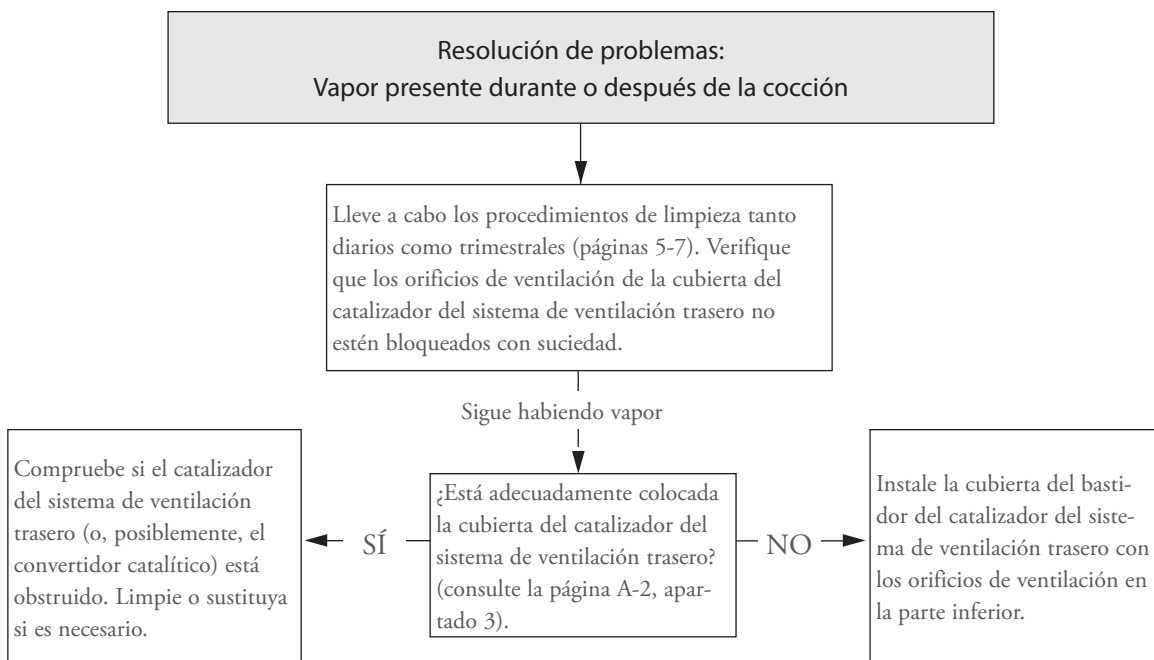 Resolución de problemas:
Vapor presente durante o después de la cocción
Lleve a cabo los procedimientos de limpieza tanto
diarios como trimestrales (páginas 5-7). Verifique
que los orificios de ventilación de la cubierta del
catalizador del sistema de ventilación trasero no
estén bloqueados con suciedad.
Sigue habiendo vapor
¿Está adecuadamente colocada
la cubierta del catalizador del
sistema de ventilación trasero?
(consulte la página A-2, apar-
tado 3).
SÍ
Compruebe si el catalizador
del sistema de ventilación
trasero (o, posiblemente, el
convertidor catalítico) está
obstruido. Limpie o sustituya
si es necesario.
NO
Instale la cubierta del basti-
dor del catalizador del siste-
ma de ventilación trasero con
los orificios de ventilación en
la parte inferior.